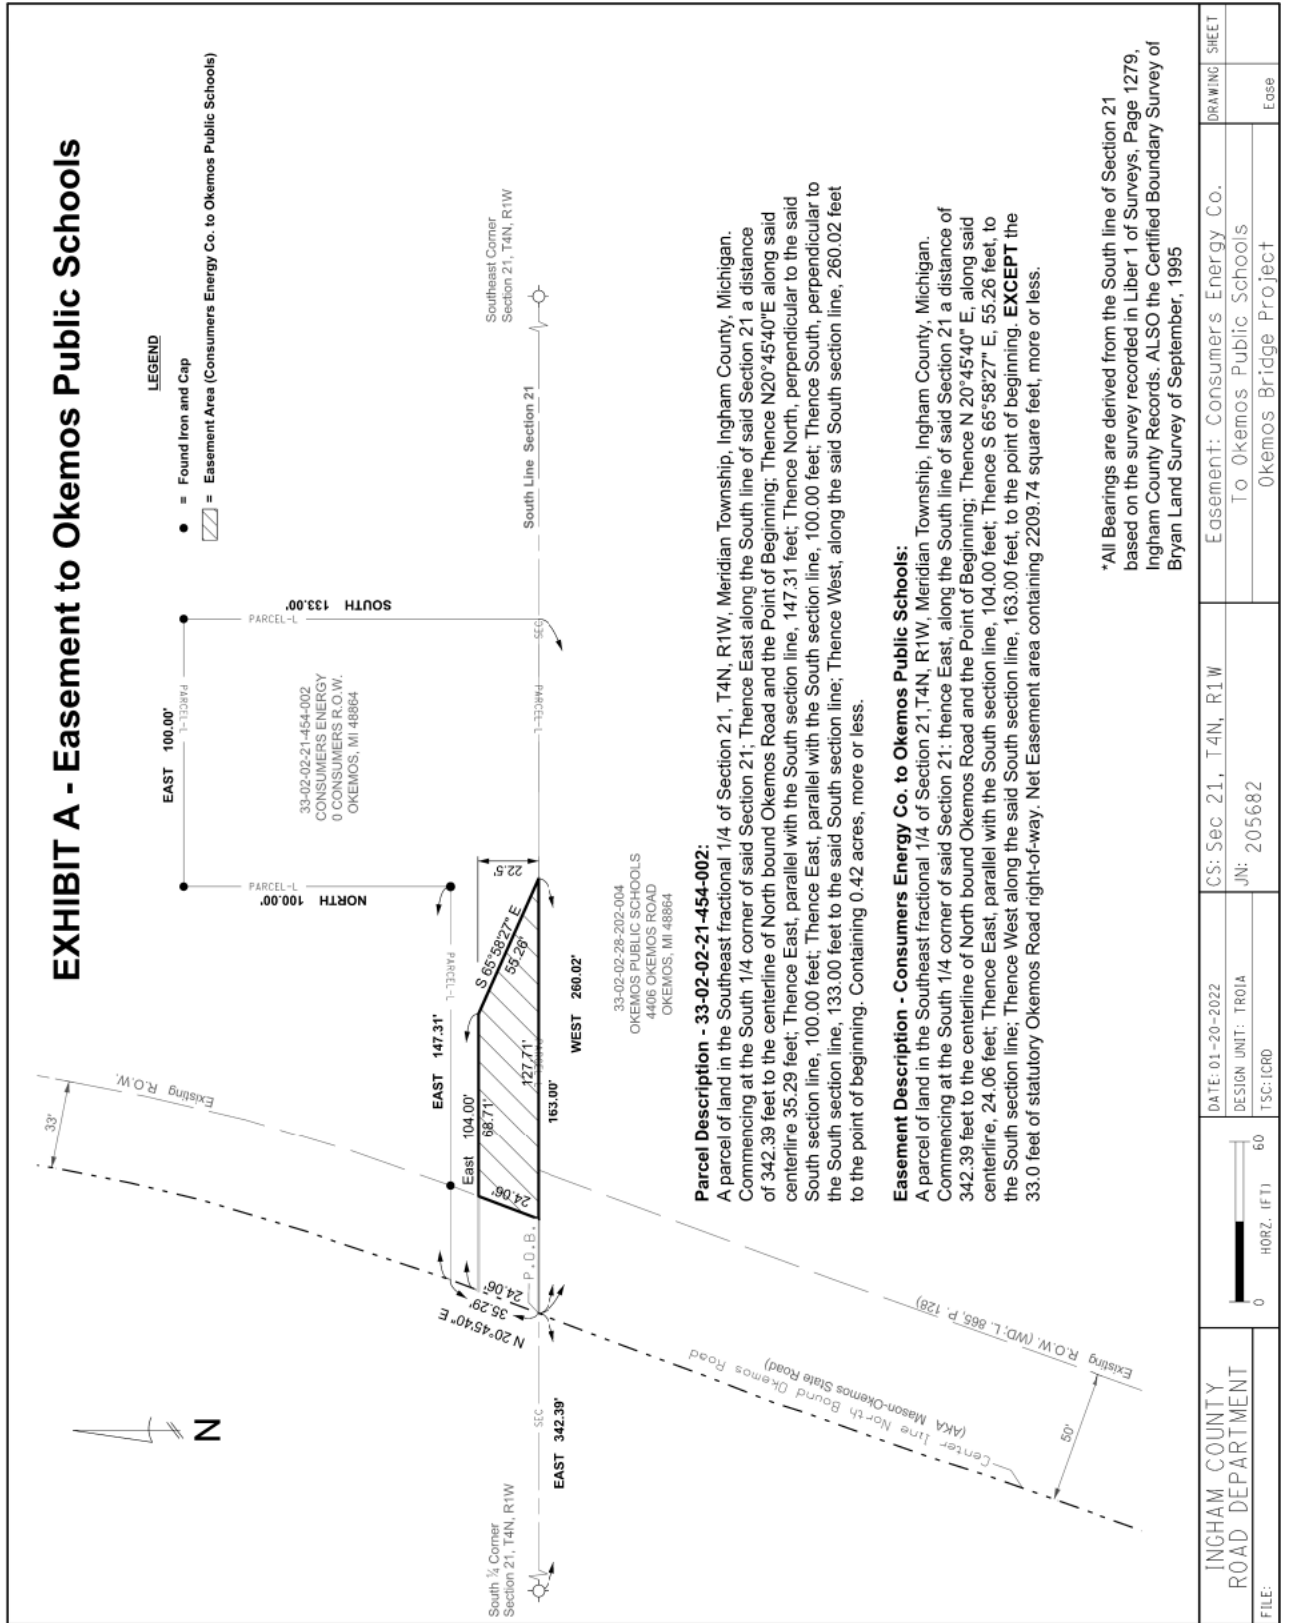 EXHIBIT A - Easement to Okemos Public Schools
LEGEND
= Found Iron and Cap
= Easement Area (Consumers Energy Co. to Okemos Public Schools)
N
33'
Existing R.O.W.
EAST 100.00'
PARCEL-L
NORTH 100.00'
PARCEL-L
SOUTH 133.00'
PARCEL-L
33-02-02-21-454-002
CONSUMERS ENERGY
0 CONSUMERS R.O.W.
OKEMOS, MI 48864
EAST 147.31'
PARCEL-L
East 104.00'
68.71'
S 65°58'27" E
55.26'
22.5'
24.06'
24.06'
35.29'
N 20°45'40" E
P.O.B.
127.71'
163.00'
WEST 260.02'
PARCEL-L
SEC
South Line Section 21
Southeast Corner
Section 21, T4N, R1W
South ¼ Corner
Section 21, T4N, R1W
SEC
EAST 342.39'
33-02-02-28-202-004
OKEMOS PUBLIC SCHOOLS
4406 OKEMOS ROAD
OKEMOS, MI 48864
Center line North Bound Okemos Road
(AKA Mason-Okemos State Road)
Existing R.O.W. (WD; L. 865, P. 128)
50'
Parcel Description - 33-02-02-21-454-002:
A parcel of land in the Southeast fractional 1/4 of Section 21, T4N, R1W, Meridian Township, Ingham County, Michigan.
Commencing at the South 1/4 corner of said Section 21; Thence East along the South line of said Section 21 a distance
of 342.39 feet to the centerline of North bound Okemos Road and the Point of Beginning; Thence N20°45'40"E along said
centerline 35.29 feet; Thence East, parallel with the South section line, 147.31 feet; Thence North, perpendicular to the said
South section line, 100.00 feet; Thence East, parallel with the South section line, 100.00 feet; Thence South, perpendicular to
the South section line, 133.00 feet to the said South section line; Thence West, along the said South section line, 260.02 feet
to the point of beginning. Containing 0.42 acres, more or less.
Easement Description - Consumers Energy Co. to Okemos Public Schools:
A parcel of land in the Southeast fractional 1/4 of Section 21,T4N, R1W, Meridian Township, Ingham County, Michigan.
Commencing at the South 1/4 corner of said Section 21: thence East, along the South line of said Section 21 a distance of
342.39 feet to the centerline of North bound Okemos Road and the Point of Beginning; Thence N 20°45'40" E, along said
centerline, 24.06 feet; Thence East, parallel with the South section line, 104.00 feet; Thence S 65°58'27" E, 55.26 feet, to
the South section line; Thence West along the said South section line, 163.00 feet, to the point of beginning. EXCEPT the
33.0 feet of statutory Okemos Road right-of-way. Net Easement area containing 2209.74 square feet, more or less.
*All Bearings are derived from the South line of Section 21
based on the survey recorded in Liber 1 of Surveys, Page 1279,
Ingham County Records. ALSO the Certified Boundary Survey of
Bryan Land Survey of September, 1995
INGHAM COUNTY
ROAD DEPARTMENT
FILE:
0 60
HORZ. (FT)
DATE: 01-20-2022
DESIGN UNIT: TROIA
TSC: ICRD
CS: Sec 21, T4N, R1W
JN: 205682
Easement: Consumers Energy Co.
To Okemos Public Schools
Okemos Bridge Project
DRAWING SHEET
Ease